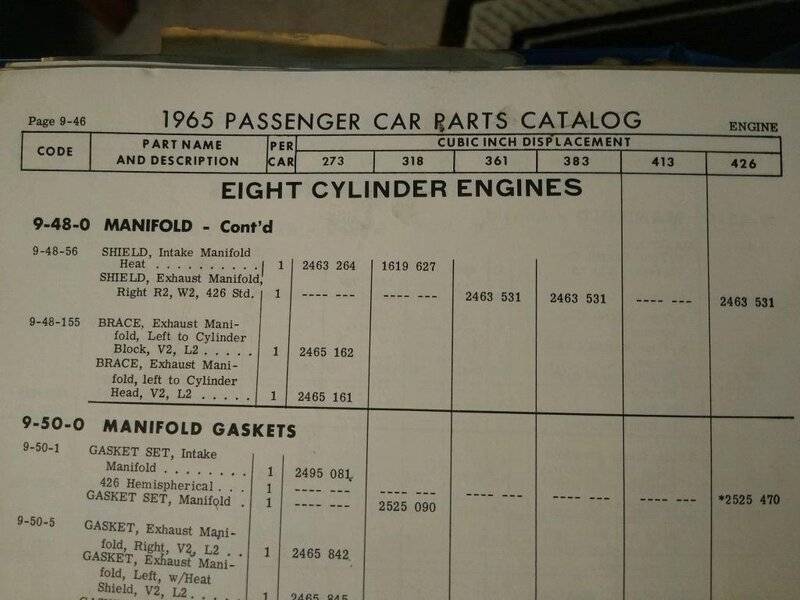 Page 9-46 1965 PASSENGER CAR PARTS CATALOG ENGINE
CODE PART NAME AND DESCRIPTION PER CAR CUBIC INCH DISPLACEMENT
273 318 361 383 413 426
EIGHT CYLINDER ENGINES
9-48-0 MANIFOLD - Cont'd
9-48-56 SHIELD, Intake Manifold
Heat . . . . . . . . . . 1 2463 264 1619 627
SHIELD, Exhaust Manifold,
Right R2, W2, 426 Std. 1 ---- --- ---- --- 2463 531 2463 531 ---- --- 2463 531
9-48-155 BRACE, Exhaust Mani-
fold, Left to Cylinder
Block, V2, L2 . . . . . 1 2465 162
BRACE, Exhaust Mani-
fold, left to Cylinder
Head, V2, L2 . . . . . 1 2465 161
9-50-0 MANIFOLD GASKETS
9-50-1 GASKET SET, Intake
Manifold . . . . . . . . 1 2495 081
426 Hemispherical . . . 1 ---- --- ---- --- ---- --- ---- --- ---- --- *2525 470
GASKET SET, Manifold . 1 ---- --- 2525 090
9-50-5 GASKET, Exhaust Mani-
fold, Right, V2, L2 . . 1 2465 842
GASKET, Exhaust Mani-
fold, Left, w/Heat
Shield, V2, L2 . . . . 1 2465 845